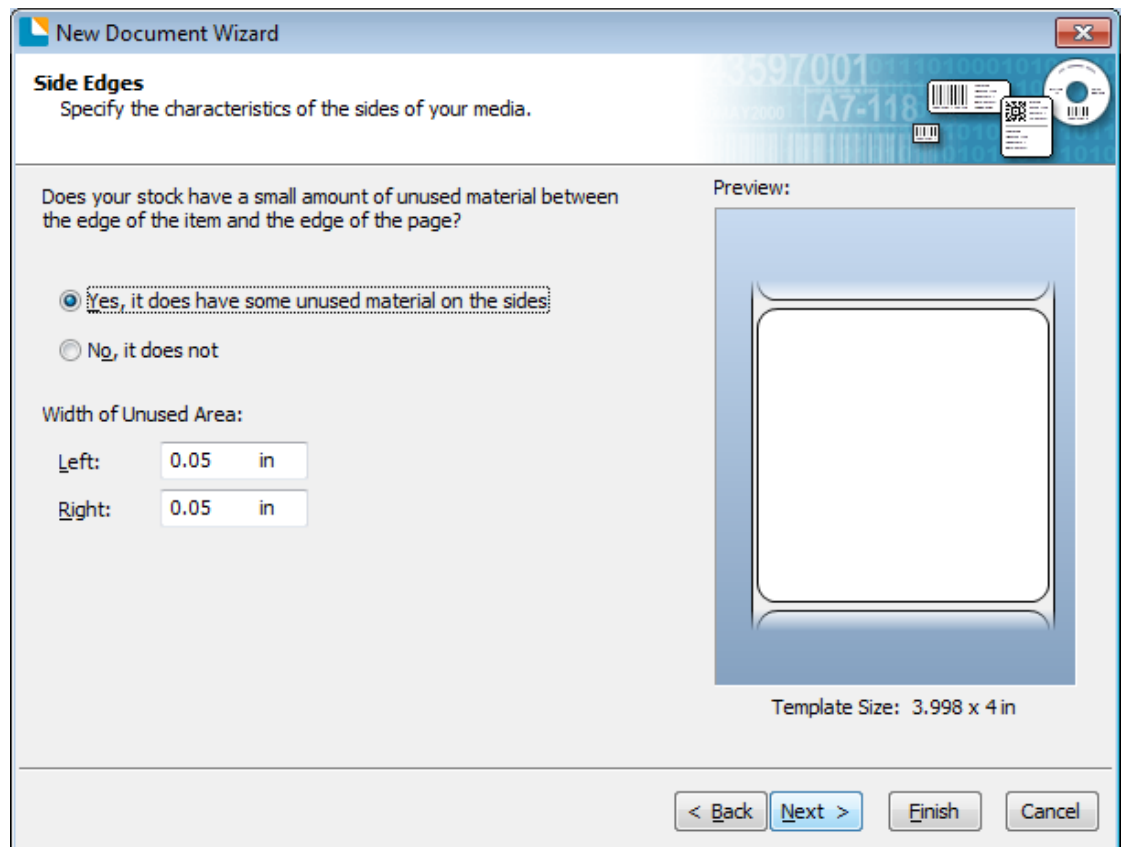 New Document Wizard
Side Edges
Specify the characteristics of the sides of your media.
3597001
A7-118
Does your stock have a small amount of unused material between
the edge of the item and the edge of the page?
Preview:
Yes, it does have some unused material on the sides
No, it does not
Width of Unused Area:
Left: 0.05 in
Right: 0.05 in
Template Size: 3.998 x 4 in
< Back Next > Finish Cancel